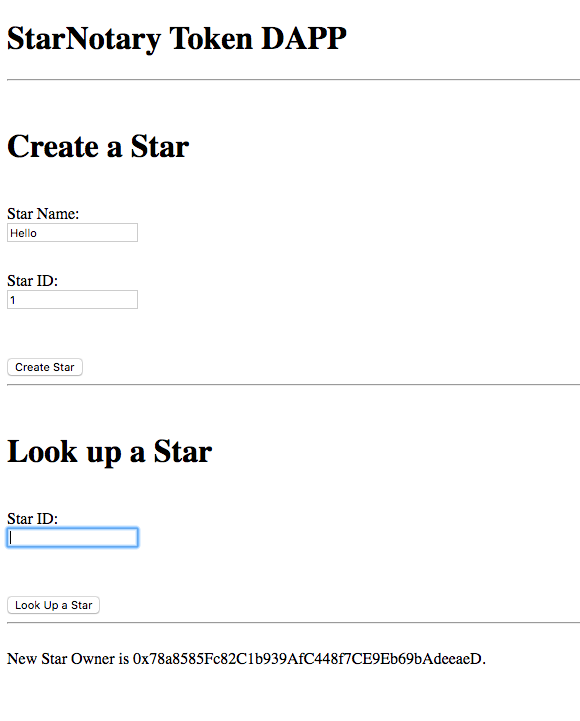 StarNotary Token DAPP
Create a Star
Star Name:
Hello
Star ID:
1
Create Star
Look up a Star
Star ID:
Look Up a Star
New Star Owner is 0x78a8585Fc82C1b939AfC448f7CE9Eb69bAdeeaeD.